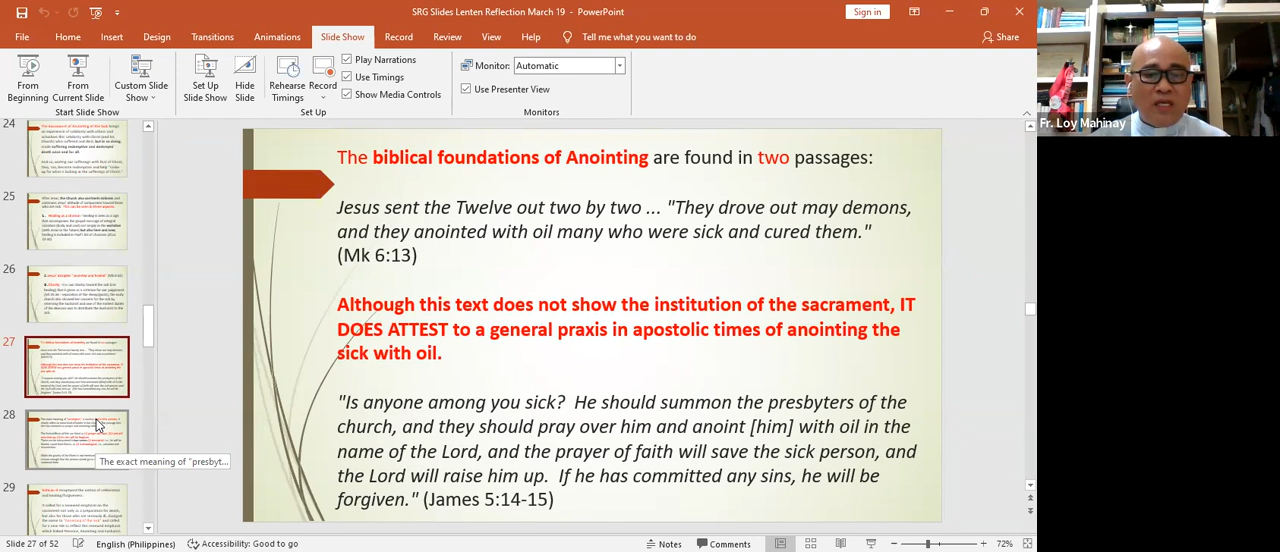 SRG Slides Lenten Reflection March 19 - PowerPoint
Sign in
File Home Insert Design Transitions Animations Slide Show Record Review View Help Tell me what you want to do Share
From Beginning
From Current Slide
Custom Slide Show
Set Up Slide Show
Hide Slide
Rehearse Timings
Record
Play Narrations
Use Timings
Show Media Controls
Monitor: Automatic
Use Presenter View
Start Slide Show
Set Up
Monitors
Fr. Loy Mahinay
24
25
26
27
28
The exact meaning of "presbyt...
29
The biblical foundations of Anointing are found in two passages:
Jesus sent the Twelve out two by two ... "They drove out many demons,
and they anointed with oil many who were sick and cured them."
(Mk 6:13)
Although this text does not show the institution of the sacrament, IT
DOES ATTEST to a general praxis in apostolic times of anointing the
sick with oil.
"Is anyone among you sick? He should summon the presbyters of the
church, and they should pray over him and anoint [him] with oil in the
name of the Lord, and the prayer of faith will save the sick person, and
the Lord will raise him up. If he has committed any sins, he will be
forgiven." (James 5:14-15)
Slide 27 of 52
English (Philippines)
Accessibility: Good to go
Notes
Comments
72%